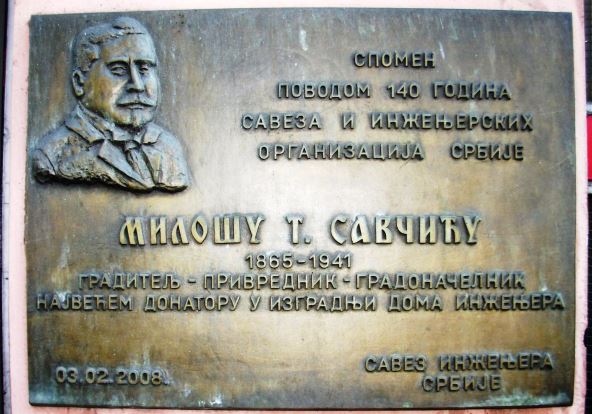 СПОМЕН
ПОВОДОМ 140 ГОДИНА
САВЕЗА И ИНЖЕЊЕРСКИХ
ОРГАНИЗАЦИЈА СРБИЈЕ
МИЛОШУ Т. САВЧИЋУ
1865-1941
ГРАДИТЕЉ - ПРИВРЕДНИК - ГРАДОНАЧЕЛНИК
НАЈВЕЋЕМ ДОНАТОРУ У ИЗГРАДЊИ ДОМА ИНЖЕЊЕРА
03.02.2008.
САВЕЗ ИНЖЕЊЕРА
СРБИЈЕ